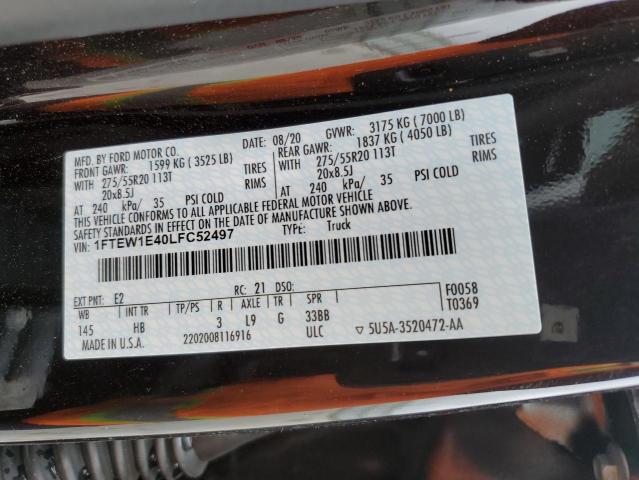 MFD. BY FORD MOTOR CO. DATE: 08/20 GVWR: 3175 KG (7000 LB)
FRONT GAWR: 1599 KG (3525 LB) REAR GAWR: 1837 KG (4050 LB)
WITH 275/55R20 113T TIRES WITH 275/55R20 113T TIRES
20x8.5J RIMS 20x8.5J RIMS
AT 240 kPa/ 35 PSI COLD AT 240 kPa/ 35 PSI COLD
THIS VEHICLE CONFORMS TO ALL APPLICABLE FEDERAL MOTOR VEHICLE SAFETY
STANDARDS IN EFFECT ON THE DATE OF MANUFACTURE SHOWN ABOVE.
VIN: 1FTEW1E40LFC52497 TYPE: Truck
F0058
T0369
EXT PNT: E2 RC: 21 DSO:
WB INT TR TP/PS R AXLE TR SPR
145 HB 3 L9 G 33BB
MADE IN U.S.A. 2202008116916 ULC ▽ 5U5A-3520472-AA